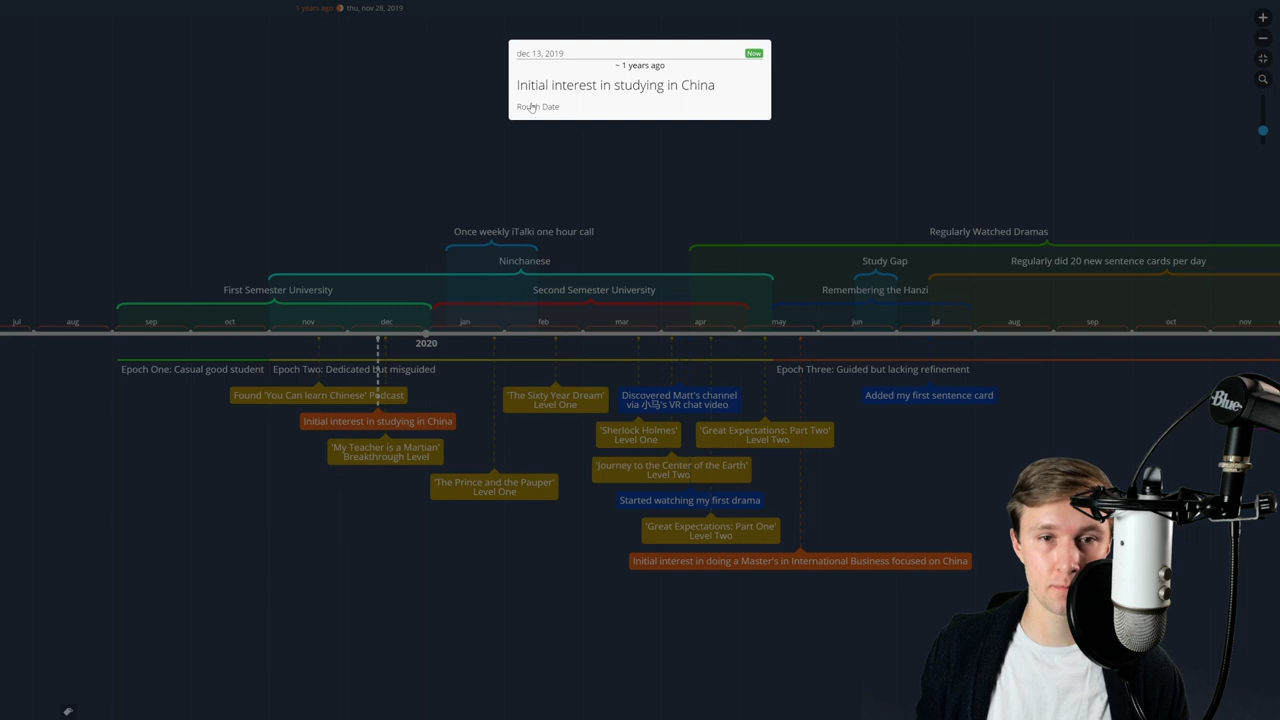 1 years ago thu, nov 28, 2019
dec 13, 2019
Now
~ 1 years ago
Initial interest in studying in China
Rough Date
Once weekly iTalki one hour call
Regularly Watched Dramas
Ninchanese
Study Gap
Regularly did 20 new sentence cards per day
First Semester University
Second Semester University
Remembering the Hanzi
jul aug sep oct nov dec jan feb mar apr may jun jul aug sep oct nov
2020
Epoch One: Casual good student
Epoch Two: Dedicated but misguided
Epoch Three: Guided but lacking refinement
Found 'You Can learn Chinese' Podcast
'The Sixty Year Dream'
Level One
Discovered Matt's channel
via 小马's VR chat video
Added my first sentence card
Initial interest in studying in China
'Sherlock Holmes'
Level One
'Great Expectations: Part Two'
Level Two
'My Teacher is a Martian'
Breakthrough Level
'Journey to the Center of the Earth'
Level Two
'The Prince and the Pauper'
Level One
Started watching my first drama
'Great Expectations: Part One'
Level Two
Initial interest in doing a Master's in International Business focused on China
Blue